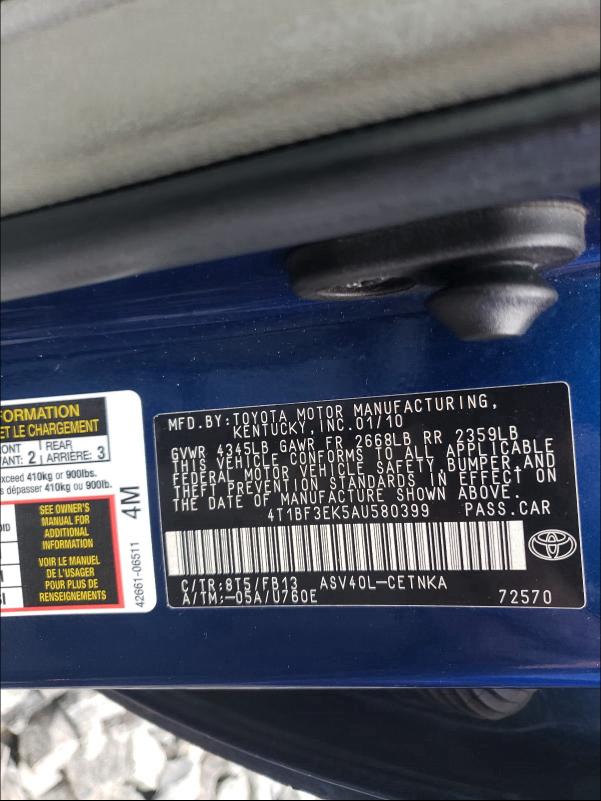 FORMATION
ET LE CHARGEMENT
FRONT
REAR
2
ARRIÈRE: 3
exceed 410kg or 900lbs.
dépasser 410kg ou 900lb.
SEE OWNER'S
MANUAL FOR
ADDITIONAL
INFORMATION
VOIR LE MANUEL
DE L'USAGER
POUR PLUS DE
RENSEIGNEMENTS
4M
42661-06511
MFD.BY:TOYOTA MOTOR MANUFACTURING,
KENTUCKY,INC.01/10
GVWR 4345LB GAWR FR 2668LB RR 2359LB
THIS VEHICLE CONFORMS TO ALL APPLICABLE
FEDERAL MOTOR VEHICLE SAFETY,BUMPER,AND
THEFT PREVENTION STANDARDS IN EFFECT ON
THE DATE OF MANUFACTURE SHOWN ABOVE.
4T1BF3EK5AU580399 PASS.CAR
C/TR:8T5/FB13 ASV40L-CETNKA
A/TM:-05A/U760E 72570